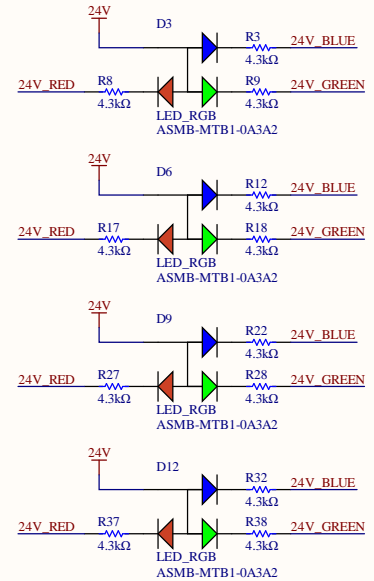 24V
D3
R3
24V_BLUE
4.3kΩ
24V_RED
R8
R9
24V_GREEN
4.3kΩ
4.3kΩ
LED_RGB
ASMB-MTB1-0A3A2
24V
D6
R12
24V_BLUE
4.3kΩ
24V_RED
R17
R18
24V_GREEN
4.3kΩ
4.3kΩ
LED_RGB
ASMB-MTB1-0A3A2
24V
D9
R22
24V_BLUE
4.3kΩ
24V_RED
R27
R28
24V_GREEN
4.3kΩ
4.3kΩ
LED_RGB
ASMB-MTB1-0A3A2
24V
D12
R32
24V_BLUE
4.3kΩ
24V_RED
R37
R38
24V_GREEN
4.3kΩ
4.3kΩ
LED_RGB
ASMB-MTB1-0A3A2